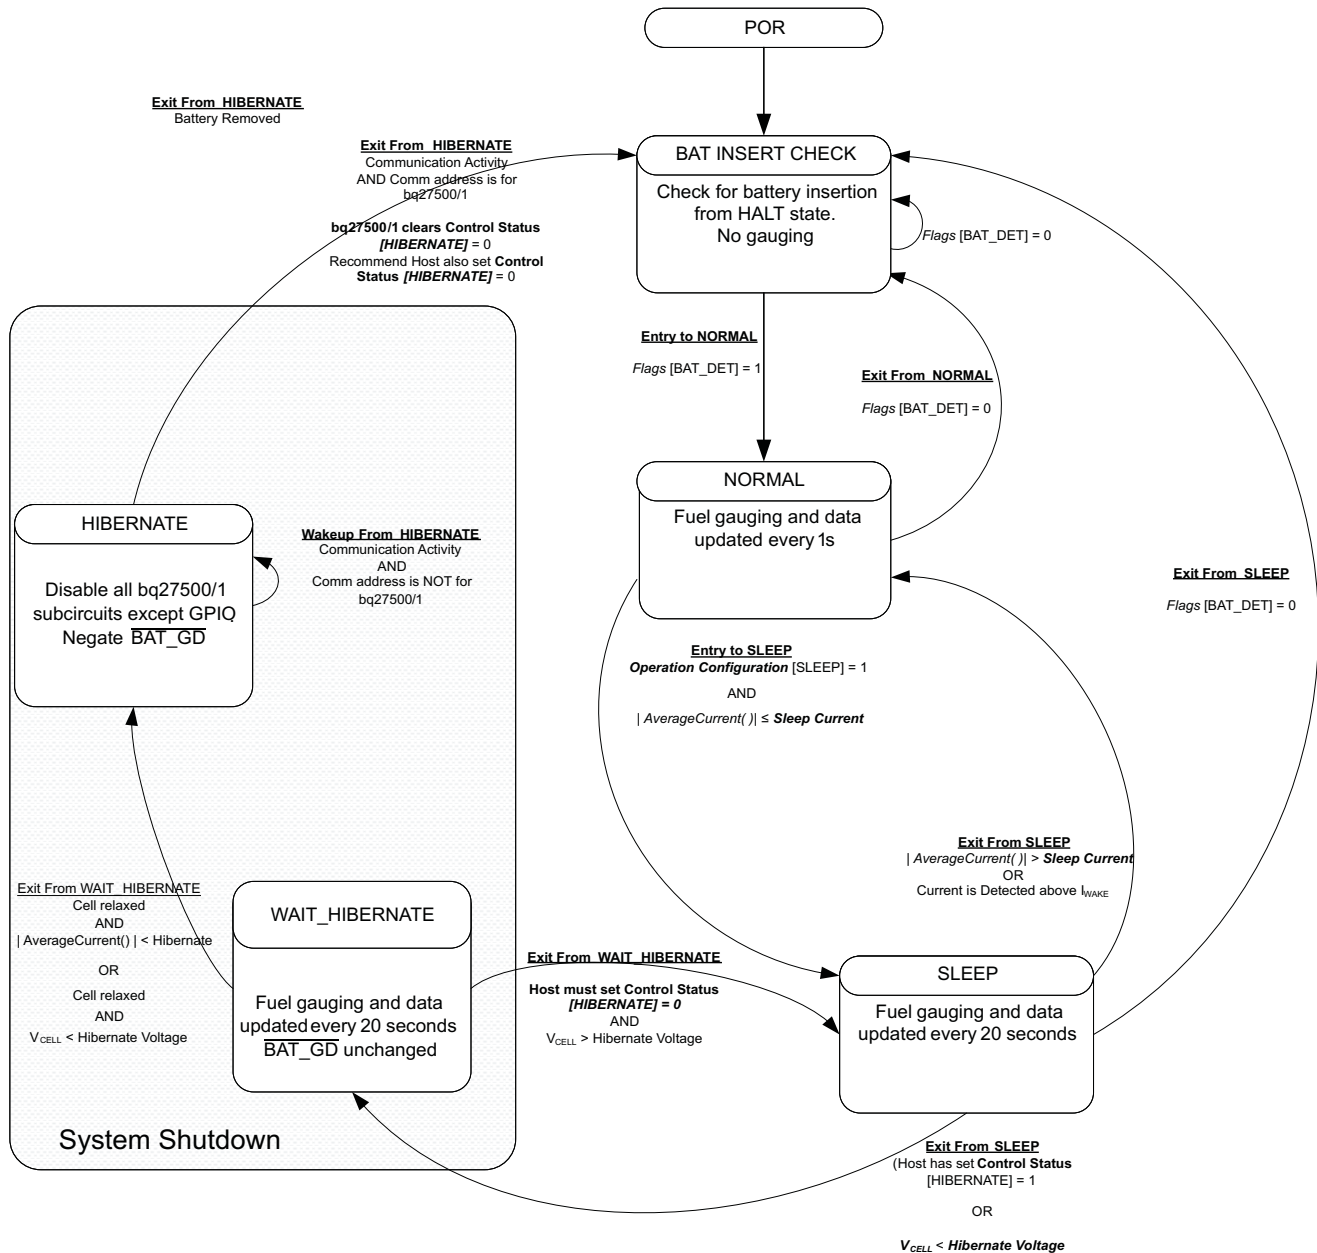 POR
Exit From HIBERNATE
Battery Removed
Exit From HIBERNATE
Communication Activity
AND Comm address is for
bq27500/1
bq27500/1 clears Control Status
[HIBERNATE] = 0
Recommend Host also set Control
Status [HIBERNATE] = 0
BAT INSERT CHECK
Check for battery insertion
from HALT state.
No gauging
Flags [BAT_DET] = 0
Entry to NORMAL
Flags [BAT_DET] = 1
Exit From NORMAL
Flags [BAT_DET] = 0
NORMAL
Fuel gauging and data
updated every 1s
HIBERNATE
Disable all bq27500/1
subcircuits except GPIQ
Negate BAT_GD
Wakeup From HIBERNATE
Communication Activity
AND
Comm address is NOT for
bq27500/1
Exit From SLEEP
Flags [BAT_DET] = 0
Entry to SLEEP
Operation Configuration [SLEEP] = 1
AND
| AverageCurrent( )| ≤ Sleep Current
Exit From SLEEP
| AverageCurrent( )| > Sleep Current
OR
Current is Detected above IWAKE
Exit From WAIT_HIBERNATE
Cell relaxed
AND
| AverageCurrent() | < Hibernate
OR
Cell relaxed
AND
VCELL < Hibernate Voltage
WAIT_HIBERNATE
Fuel gauging and data
updated every 20 seconds
BAT_GD unchanged
Exit From WAIT_HIBERNATE
Host must set Control Status
[HIBERNATE] = 0
AND
VCELL > Hibernate Voltage
SLEEP
Fuel gauging and data
updated every 20 seconds
System Shutdown
Exit From SLEEP
(Host has set Control Status
[HIBERNATE] = 1
OR
VCELL < Hibernate Voltage